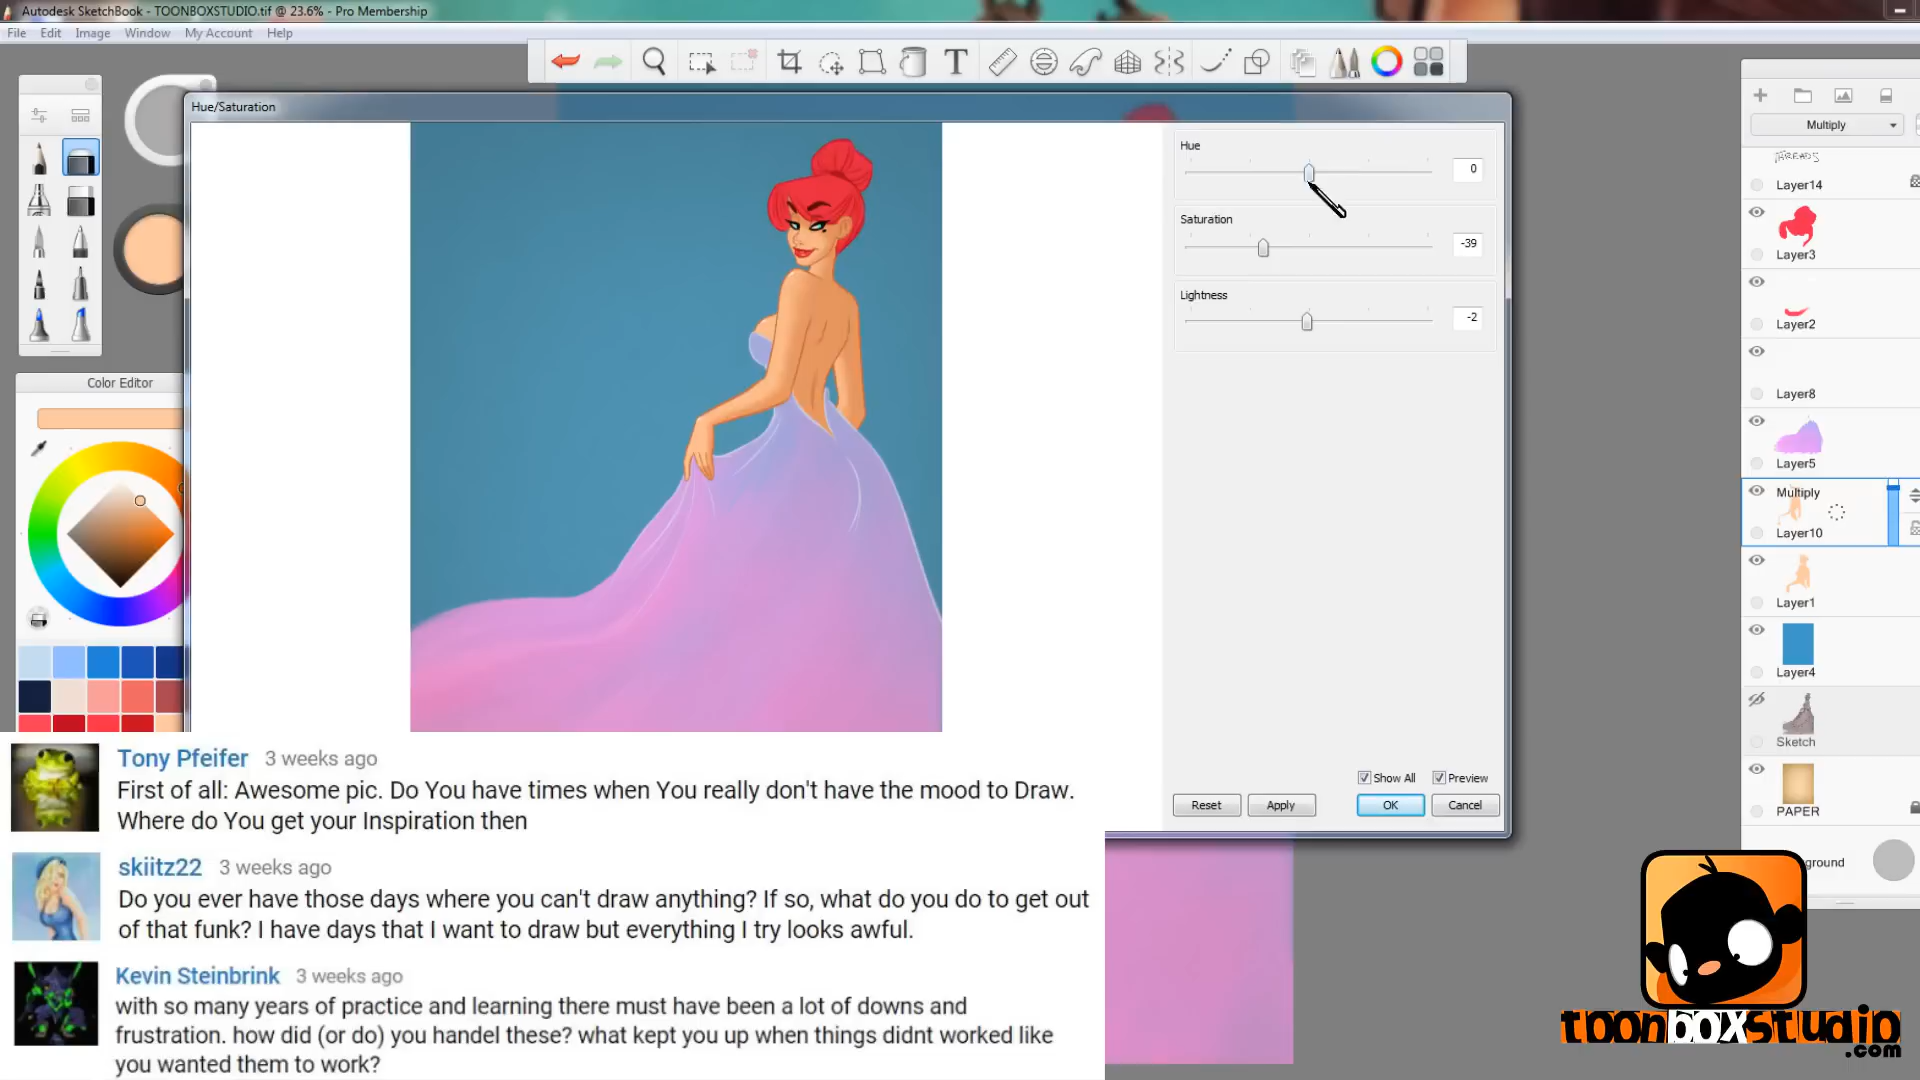 Autodesk SketchBook - TOONBOXSTUDIO.tif @ 23.6% - Pro Membership
File Edit Image Window My Account Help
T
Hue/Saturation
Hue
0
Saturation
-39
Lightness
-2
Show All Preview
Reset Apply OK Cancel
Color Editor
Multiply
THREADS
Layer14
Layer3
Layer2
Layer8
Layer5
Multiply
Layer10
Layer1
Layer4
Sketch
PAPER
ground
Tony Pfeifer 3 weeks ago
First of all: Awesome pic. Do You have times when You really don't have the mood to Draw.
Where do You get your Inspiration then
skiitz22 3 weeks ago
Do you ever have those days where you can't draw anything? If so, what do you do to get out
of that funk? I have days that I want to draw but everything I try looks awful.
Kevin Steinbrink 3 weeks ago
with so many years of practice and learning there must have been a lot of downs and
frustration. how did (or do) you handel these? what kept you up when things didnt worked like
you wanted them to work?
toonboxstudio
.com